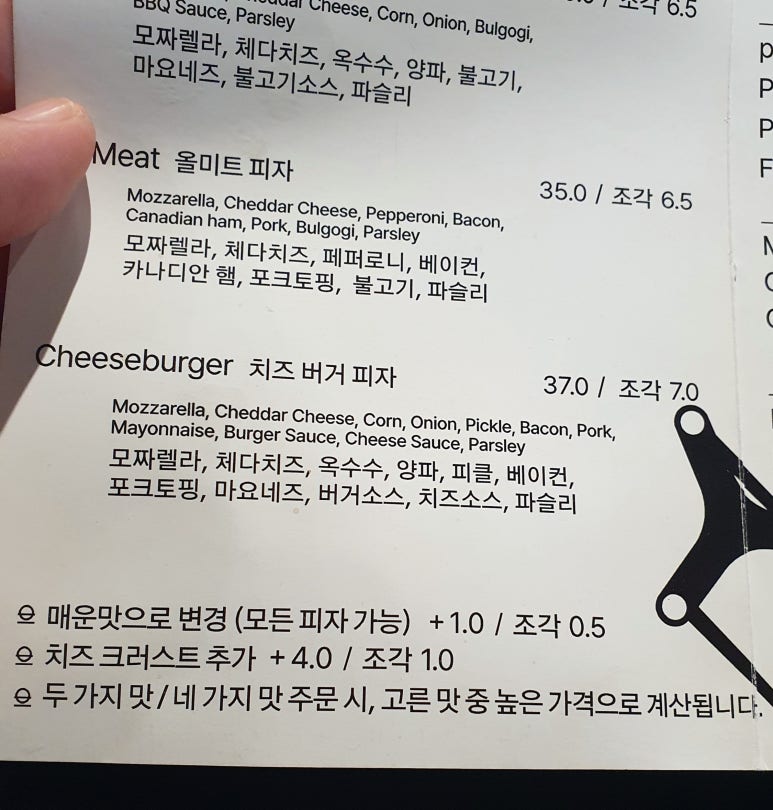 Cheese, Corn, Onion, Bulgogi,
BBQ Sauce, Parsley
/ 조각 6.5
모짜렐라, 체다치즈, 옥수수, 양파, 불고기,
마요네즈, 불고기소스, 파슬리
Meat 올미트 피자
35.0 / 조각 6.5
Mozzarella, Cheddar Cheese, Pepperoni, Bacon,
Canadian ham, Pork, Bulgogi, Parsley
모짜렐라, 체다치즈, 페퍼로니, 베이컨,
카나디안 햄, 포크토핑, 불고기, 파슬리
Cheeseburger 치즈 버거 피자
37.0 / 조각 7.0
Mozzarella, Cheddar Cheese, Corn, Onion, Pickle, Bacon, Pork,
Mayonnaise, Burger Sauce, Cheese Sauce, Parsley
모짜렐라, 체다치즈, 옥수수, 양파, 피클, 베이컨,
포크토핑, 마요네즈, 버거소스, 치즈소스, 파슬리
매운맛으로 변경 (모든 피자 가능) +1.0 / 조각 0.5
치즈 크러스트 추가 +4.0 / 조각 1.0
두 가지 맛 / 네 가지 맛 주문 시, 고른 맛 중 높은 가격으로 계산됩니다.